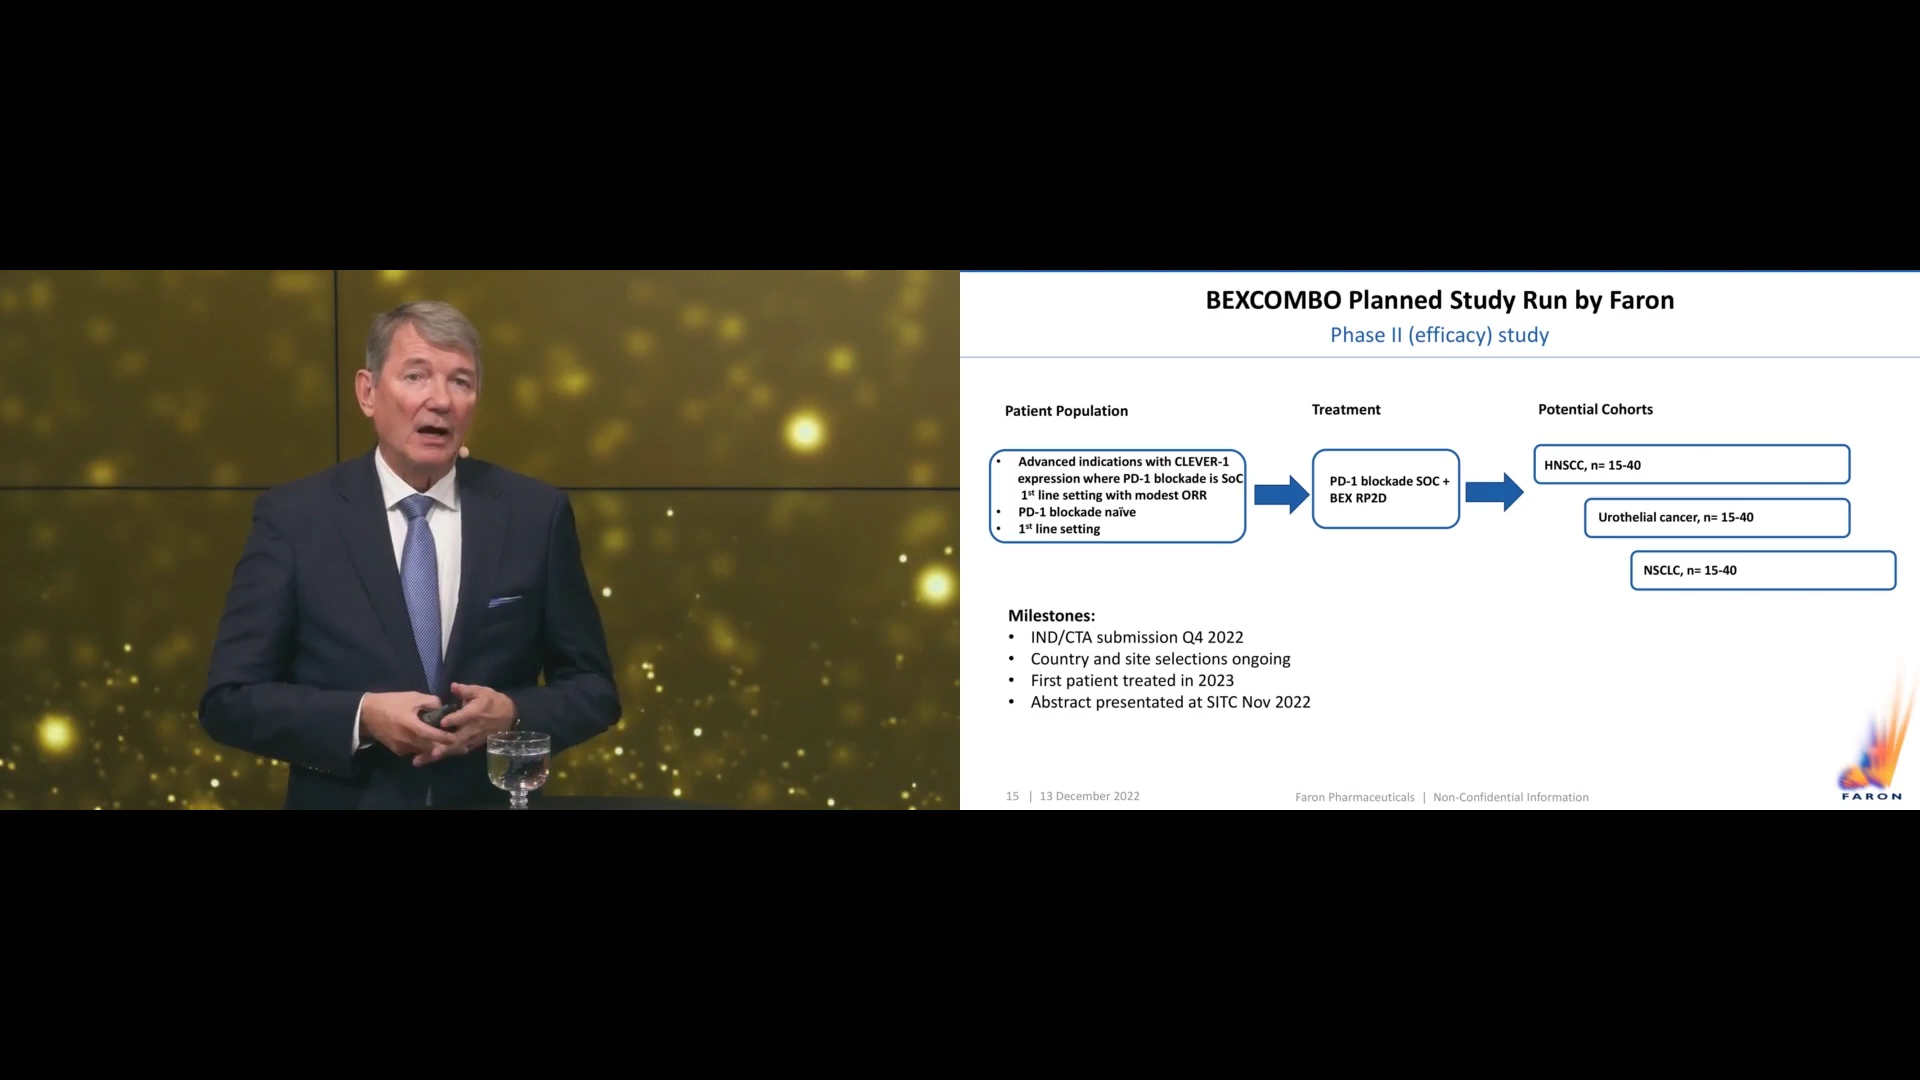 BEXCOMBO Planned Study Run by Faron
Phase II (efficacy) study
Patient Population
Treatment
Potential Cohorts
• Advanced indications with CLEVER-1
expression where PD-1 blockade is SoC
1st line setting with modest ORR
• PD-1 blockade naïve
• 1st line setting
PD-1 blockade SOC +
BEX RP2D
HNSCC, n= 15-40
Urothelial cancer, n= 15-40
NSCLC, n= 15-40
Milestones:
• IND/CTA submission Q4 2022
• Country and site selections ongoing
• First patient treated in 2023
• Abstract presentated at SITC Nov 2022
15 | 13 December 2022
Faron Pharmaceuticals | Non-Confidential Information
FARON